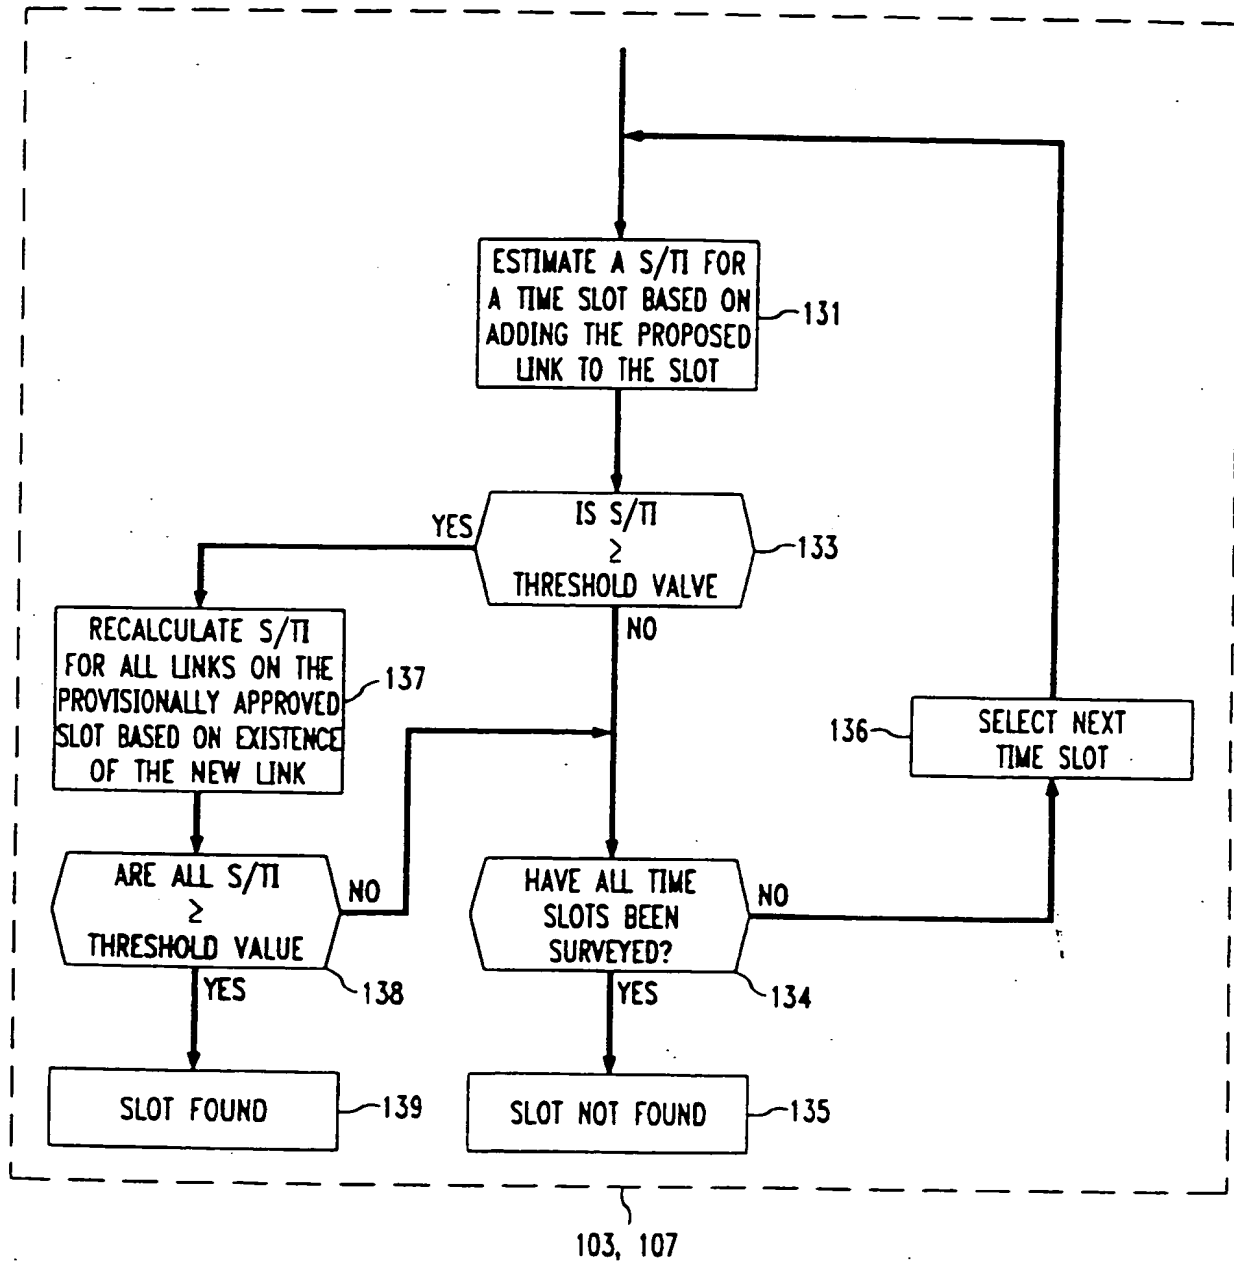 ESTIMATE A S/TI FOR
A TIME SLOT BASED ON
ADDING THE PROPOSED
LINK TO THE SLOT
131
IS S/TI
≥
THRESHOLD VALVE
133
YES
NO
RECALCULATE S/TI
FOR ALL LINKS ON THE
PROVISIONALLY APPROVED
SLOT BASED ON EXISTENCE
OF THE NEW LINK
137
136
SELECT NEXT
TIME SLOT
ARE ALL S/TI
≥
THRESHOLD VALUE
138
NO
YES
HAVE ALL TIME
SLOTS BEEN
SURVEYED?
134
NO
YES
SLOT FOUND
139
SLOT NOT FOUND
135
103, 107